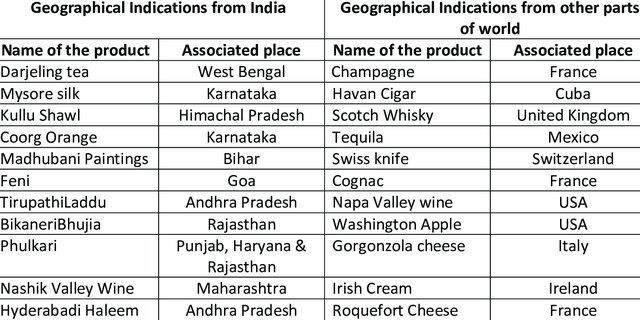 Geographical Indications from India Geographical Indications from other parts
of world
Name of the product Associated place Name of the product Associated place
Darjeling tea West Bengal Champagne France
Mysore silk Karnataka Havan Cigar Cuba
Kullu Shawl Himachal Pradesh Scotch Whisky United Kingdom
Coorg Orange Karnataka Tequila Mexico
Madhubani Paintings Bihar Swiss knife Switzerland
Feni Goa Cognac France
TirupathiLaddu Andhra Pradesh Napa Valley wine USA
BikaneriBhujia Rajasthan Washington Apple USA
Phulkari Punjab, Haryana & Gorgonzola cheese Italy
Rajasthan
Nashik Valley Wine Maharashtra Irish Cream Ireland
Hyderabadi Haleem Andhra Pradesh Roquefort Cheese France